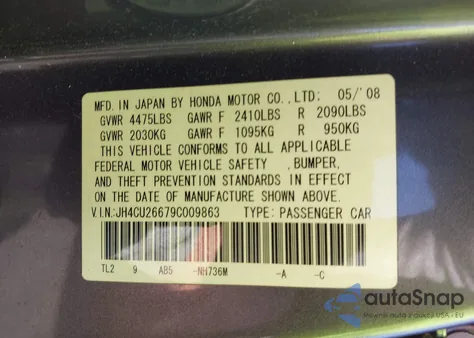 MFD. IN JAPAN BY HONDA MOTOR CO.,LTD: 05/'08
GVWR 4475LBS GAWR F 2410LBS R 2090LBS
GVWR 2030KG GAWR F 1095KG R 950KG
THIS VEHICLE CONFORMS TO ALL APPLICABLE
FEDERAL MOTOR VEHICLE SAFETY ,BUMPER,
AND THEFT PREVENTION STANDARDS IN EFFECT
ON THE DATE OF MANUFACTURE SHOWN ABOVE.
V.I.N:JH4CU26679C009863 TYPE: PASSENGER CAR
TL2 9 AB5 -NH736M -A -C
autoSnap